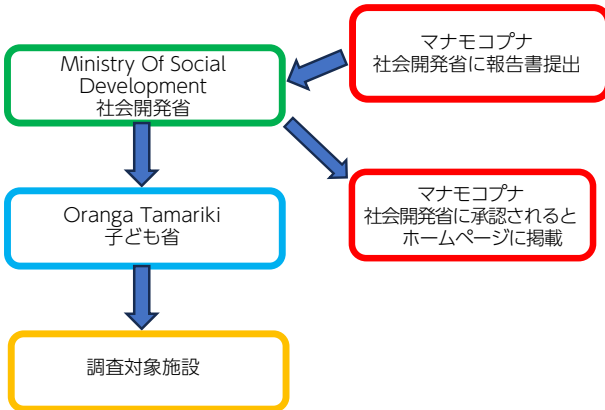 Ministry Of Social
Development
社会開発省
マナモコプナ
社会開発省に報告書提出
Oranga Tamariki
子ども省
マナモコプナ
社会開発省に承認されると
ホームページに掲載
調査対象施設